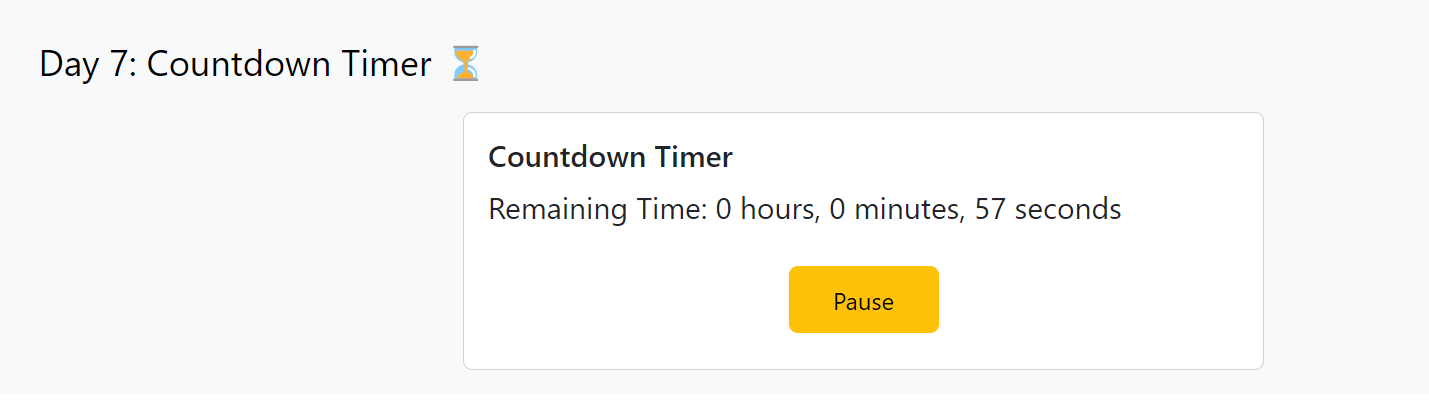 Day 7: Countdown Timer ⏳
Countdown Timer
Remaining Time: 0 hours, 0 minutes, 57 seconds
Pause